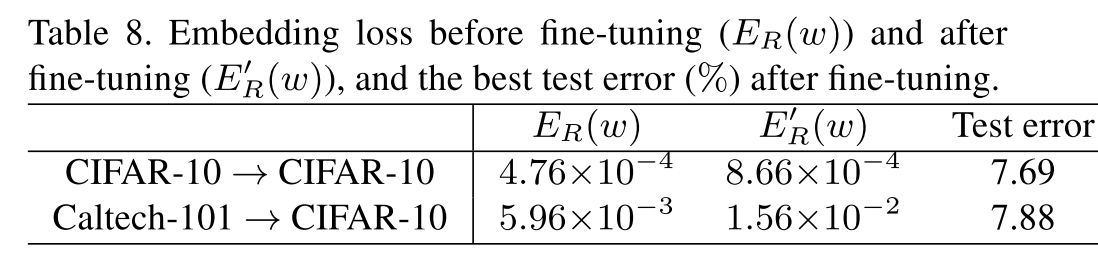 Table 8. Embedding loss before fine-tuning (E_R(w)) and after
fine-tuning (E′_R(w)), and the best test error (%) after fine-tuning.
E_R(w) E′_R(w) Test error
CIFAR-10 → CIFAR-10 4.76×10⁻⁴ 8.66×10⁻⁴ 7.69
Caltech-101 → CIFAR-10 5.96×10⁻³ 1.56×10⁻² 7.88